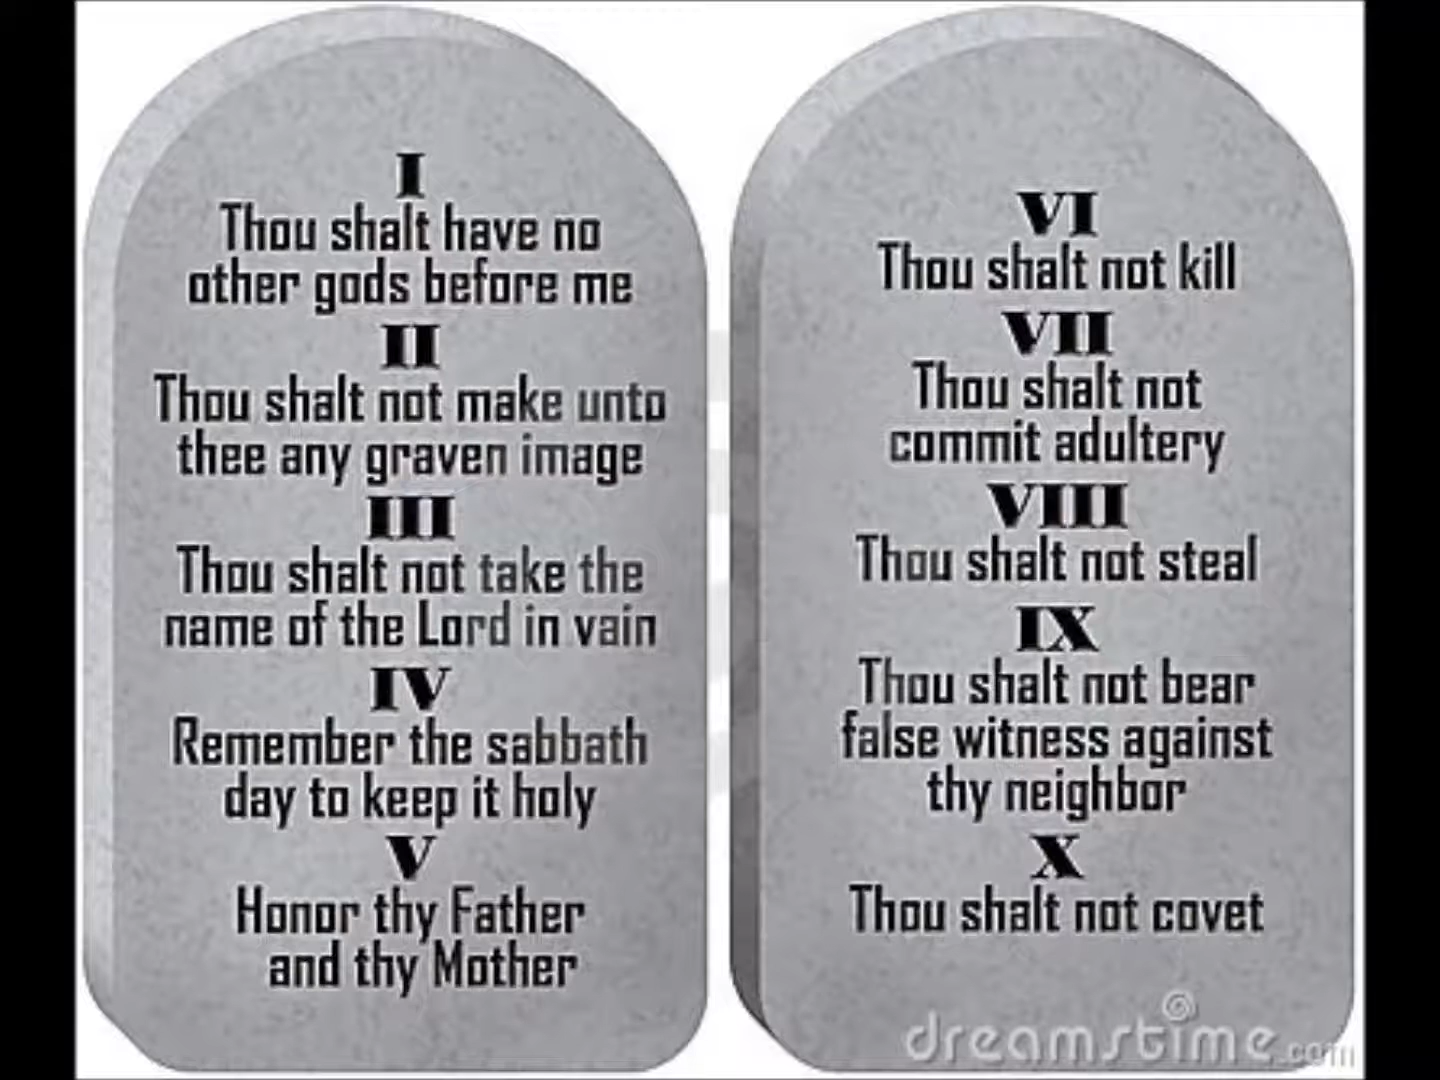 I
Thou shalt have no
other gods before me
II
Thou shalt not make unto
thee any graven image
III
Thou shalt not take the
name of the Lord in vain
IV
Remember the sabbath
day to keep it holy
V
Honor thy Father
and thy Mother
VI
Thou shalt not kill
VII
Thou shalt not
commit adultery
VIII
Thou shalt not steal
IX
Thou shalt not bear
false witness against
thy neighbor
X
Thou shalt not covet
dreamstime.com